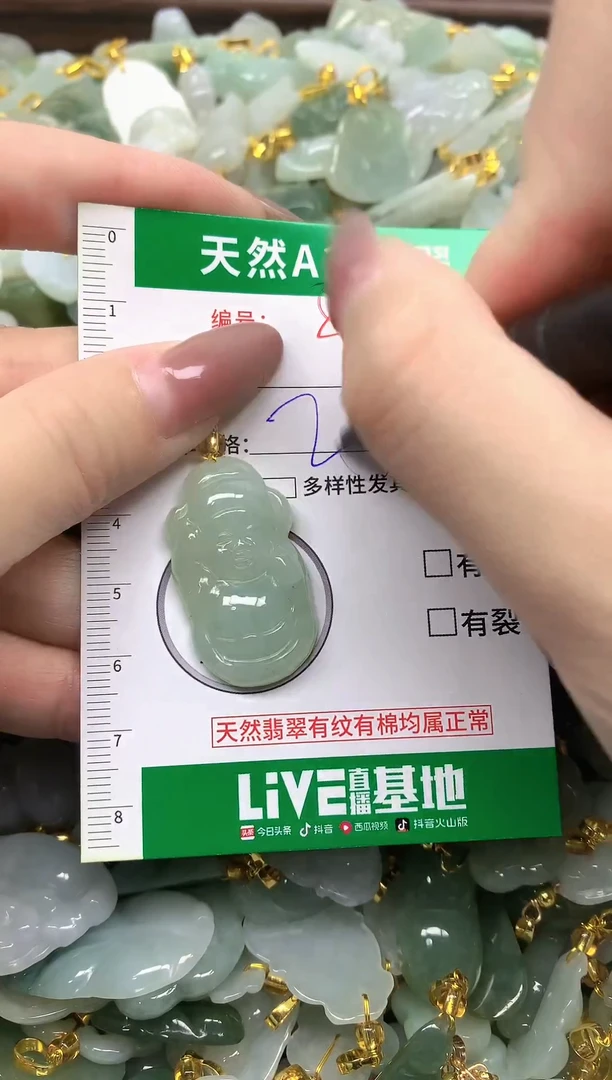 0
天然A
1
编号:
格:
多样性发
4
有
5
有裂
6
天然翡翠有纹有棉均属正常
7
LiVE直播基地
8
头条 今日头条 抖音 西瓜视频 抖音火山版